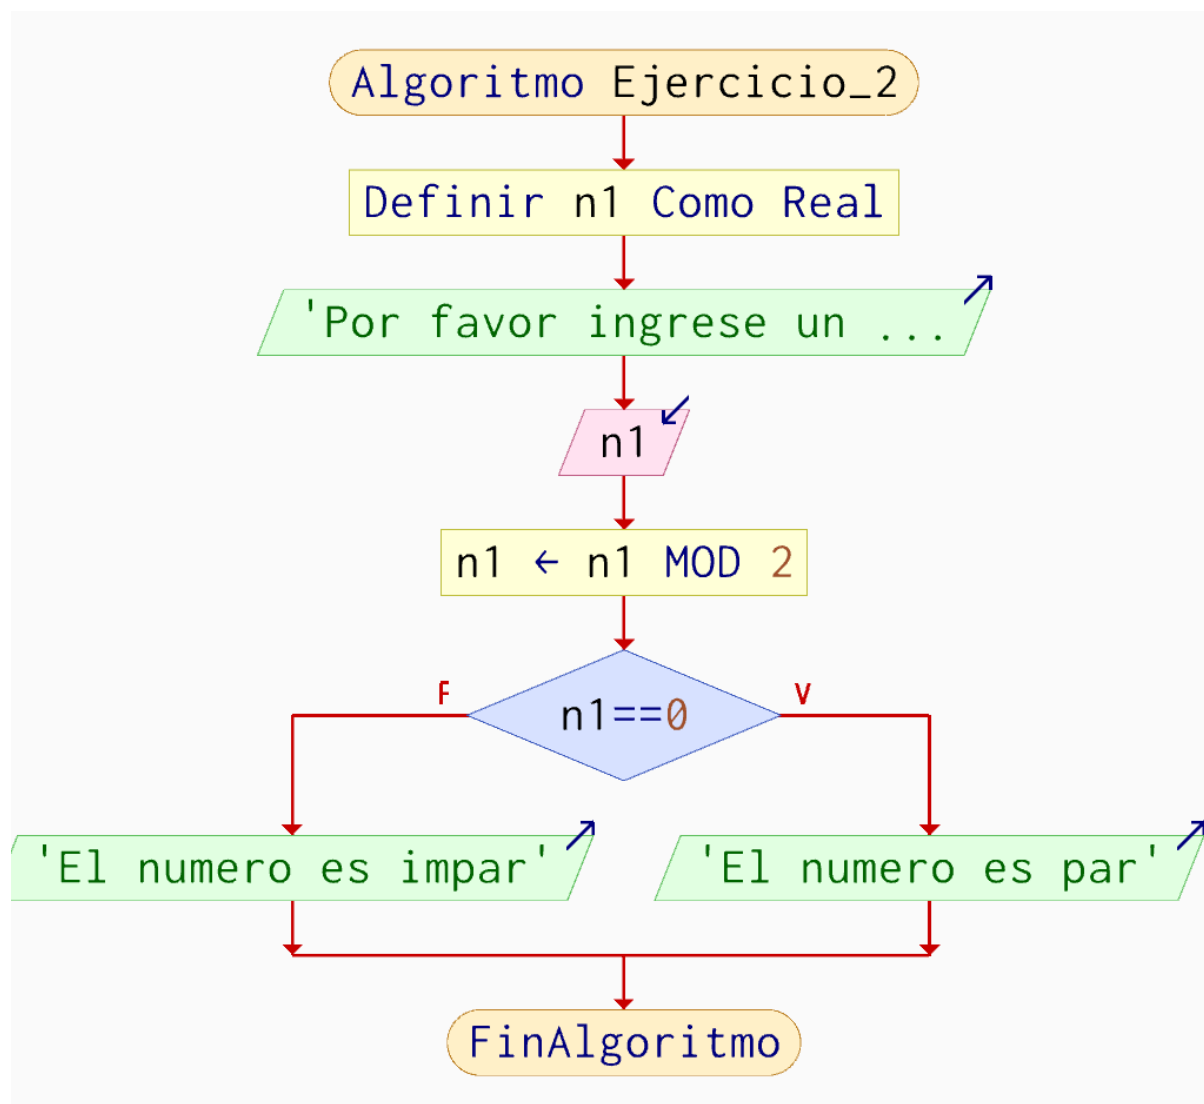 Algoritmo Ejercicio_2
Definir n1 Como Real
'Por favor ingrese un ...
n1
n1 ← n1 MOD 2
F
V
n1==0
'El numero es impar'
'El numero es par'
FinAlgoritmo